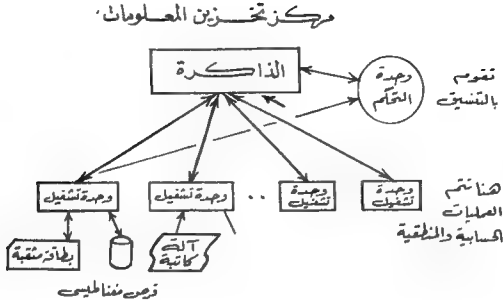 مركز تخزين المعلومات
الذاكرة
وحدة
التحكم
تقوم
بالتنسيق
وحدة تشغيل
وحدة تشغيل
..
وحدة
تشغيل
وحدة
تشغيل
هنا تتم
العمليات
الحسابية والمنطقية
بطاقة مثقبة
آلة
كاتبة
قرص مغناطيسي